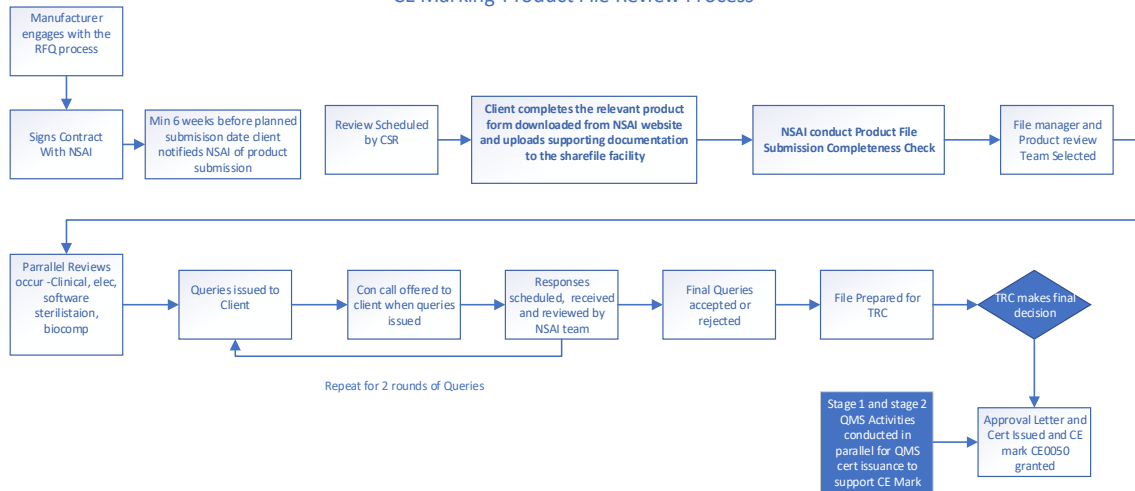 CE Marking Product File Review Process
Manufacturer
engages with the
RFQ process
Signs Contract
With NSAI
Min 6 weeks before planned
submisison date client
notifieds NSAI of product
submission
Review Scheduled
by CSR
Client completes the relevant product
form downloaded from NSAI website
and uploads supporting documentation
to the sharefile facility
NSAI conduct Product File
Submission Completeness Check
File manager and
Product review
Team Selected
Parrallel Reviews
occur -Clinical, elec,
software
sterilistaion,
biocomp
Queries issued to
Client
Con call offered to
client when queries
issued
Responses
scheduled, received
and reviewed by
NSAI team
Final Queries
accepted or
rejected
File Prepared for
TRC
TRC makes final
decision
Repeat for 2 rounds of Queries
Stage 1 and stage 2
QMS Activities
conducted in
parallel for QMS
cert issuance to
support CE Mark
Approval Letter and
Cert Issued and CE
mark CE0050
granted